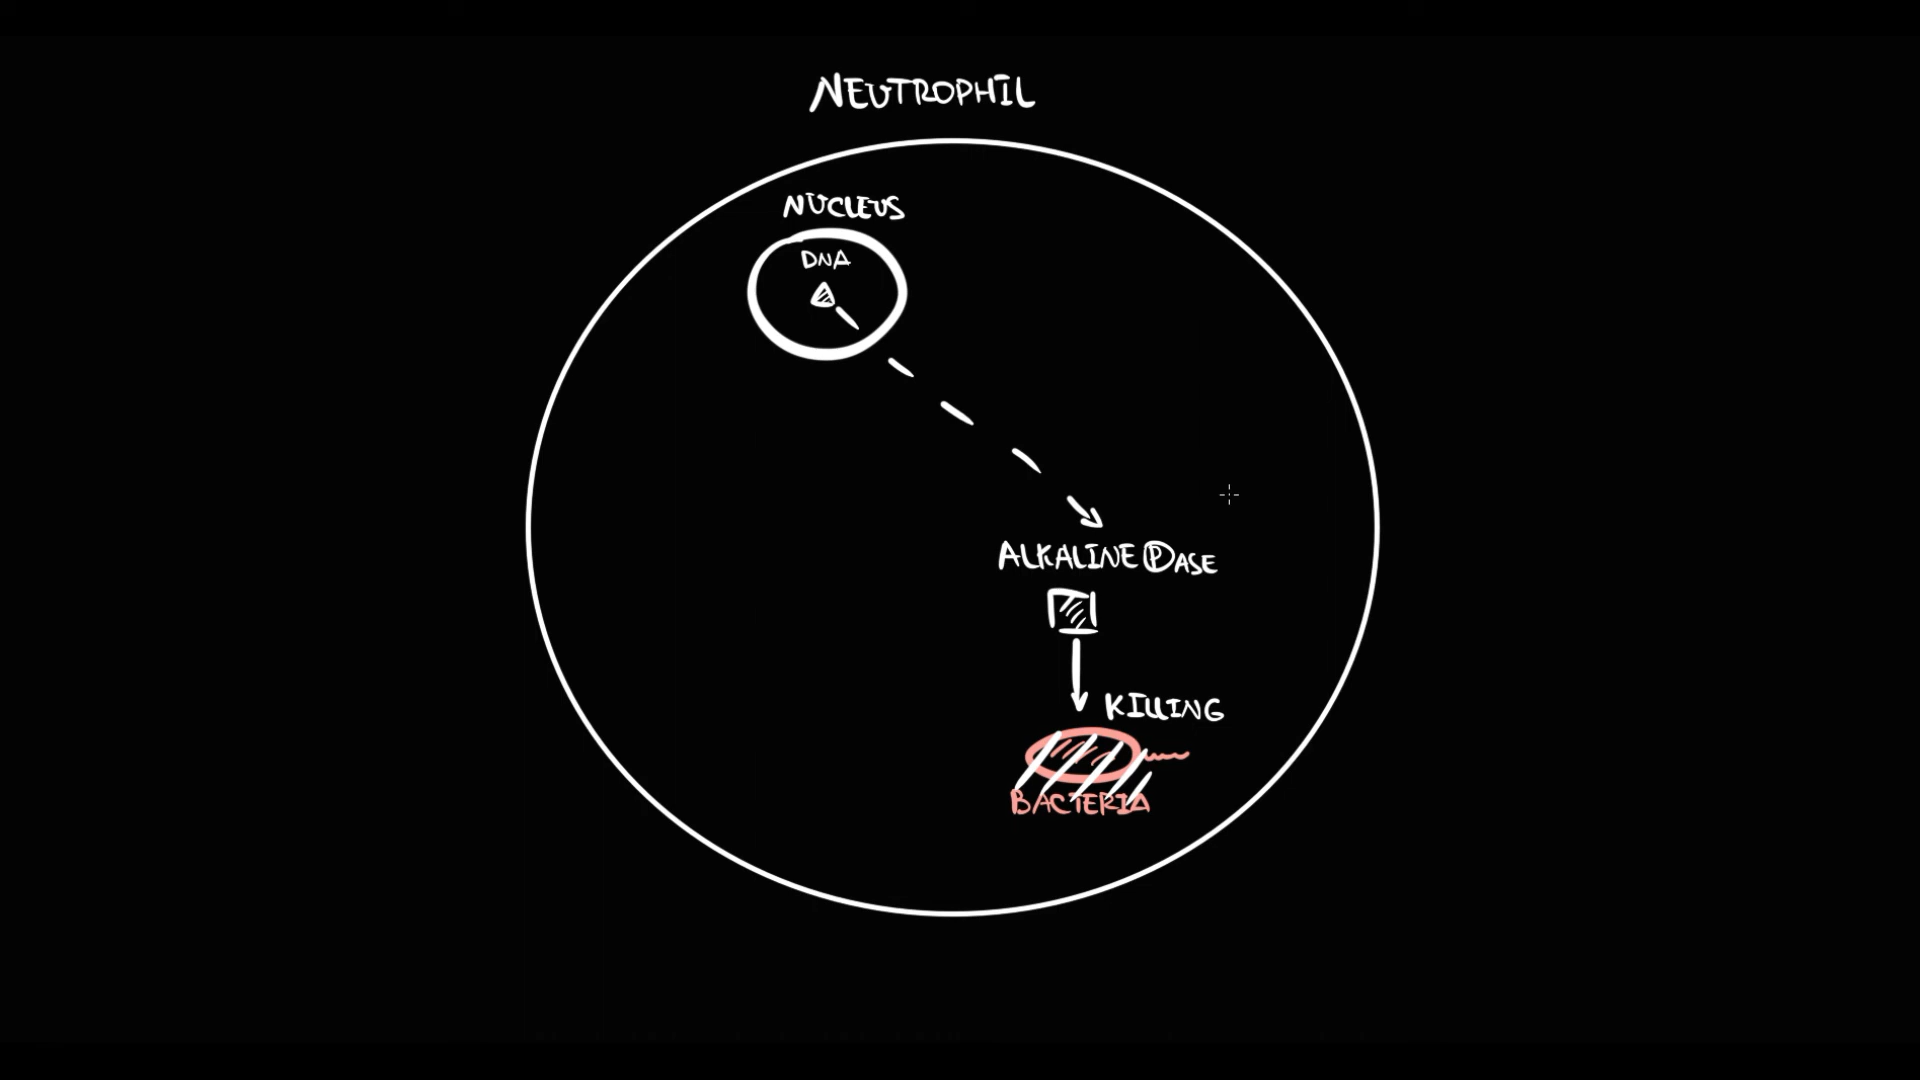 NEUTROPHIL
NUCLEUS
DNA
ALKALINE PASE
KILLING
BACTERIA